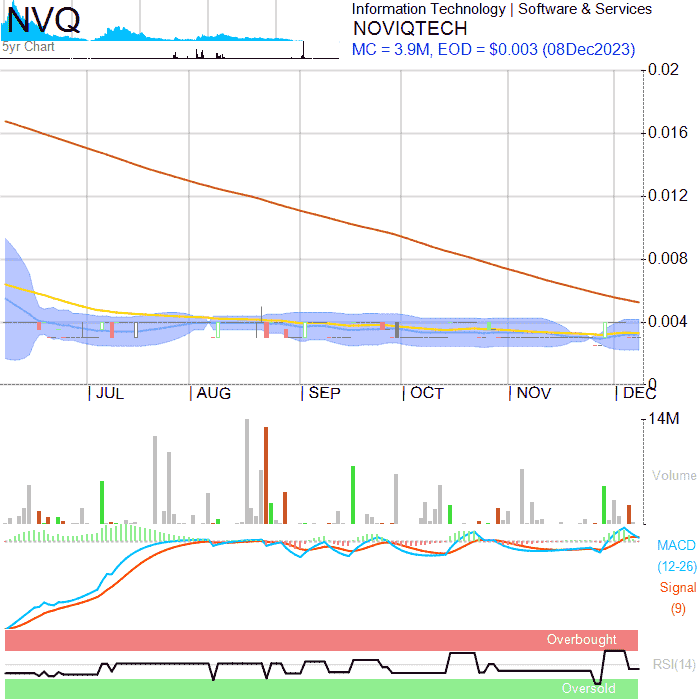 NVQ
5yr Chart
Information Technology | Software & Services
NOVIQTECH
MC = 3.9M, EOD = $0.003 (08Dec2023)
0.02
0.016
0.012
0.008
0.004
0
JUL AUG SEP OCT NOV DEC
14M
Volume
MACD
(12-26)
Signal
(9)
Overbought
RSI(14)
Oversold